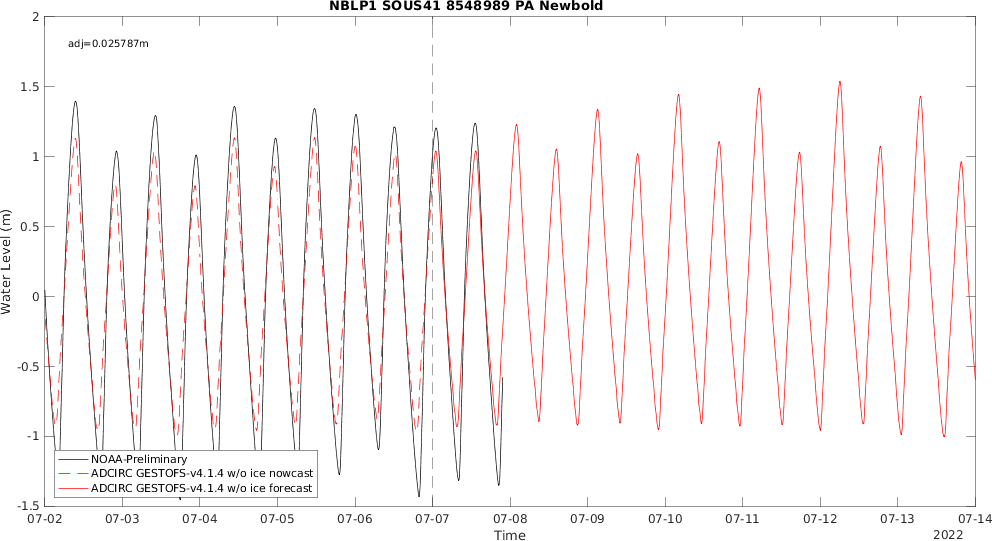 NBLP1 SOUS41 8548989 PA Newbold
adj=0.025787m
2
1.5
1
0.5
0
-0.5
-1
-1.5
Water Level (m)
NOAA-Preliminary
ADCIRC GESTOFS-v4.1.4 w/o ice nowcast
ADCIRC GESTOFS-v4.1.4 w/o ice forecast
07-02 07-03 07-04 07-05 07-06 07-07 07-08 07-09 07-10 07-11 07-12 07-13 07-14
Time
2022